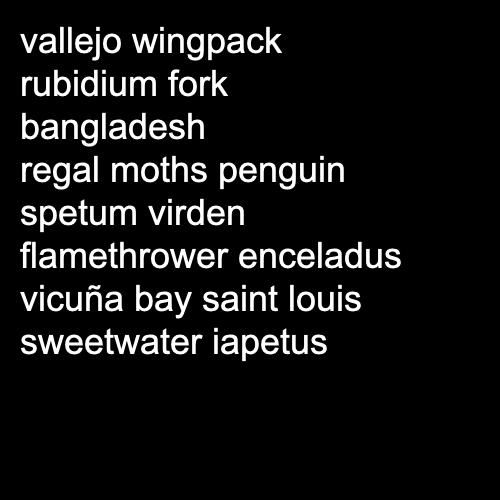 vallejo wingpack
rubidium fork
bangladesh
regal moths penguin
spetum virden
flamethrower enceladus
vicuña bay saint louis
sweetwater iapetus